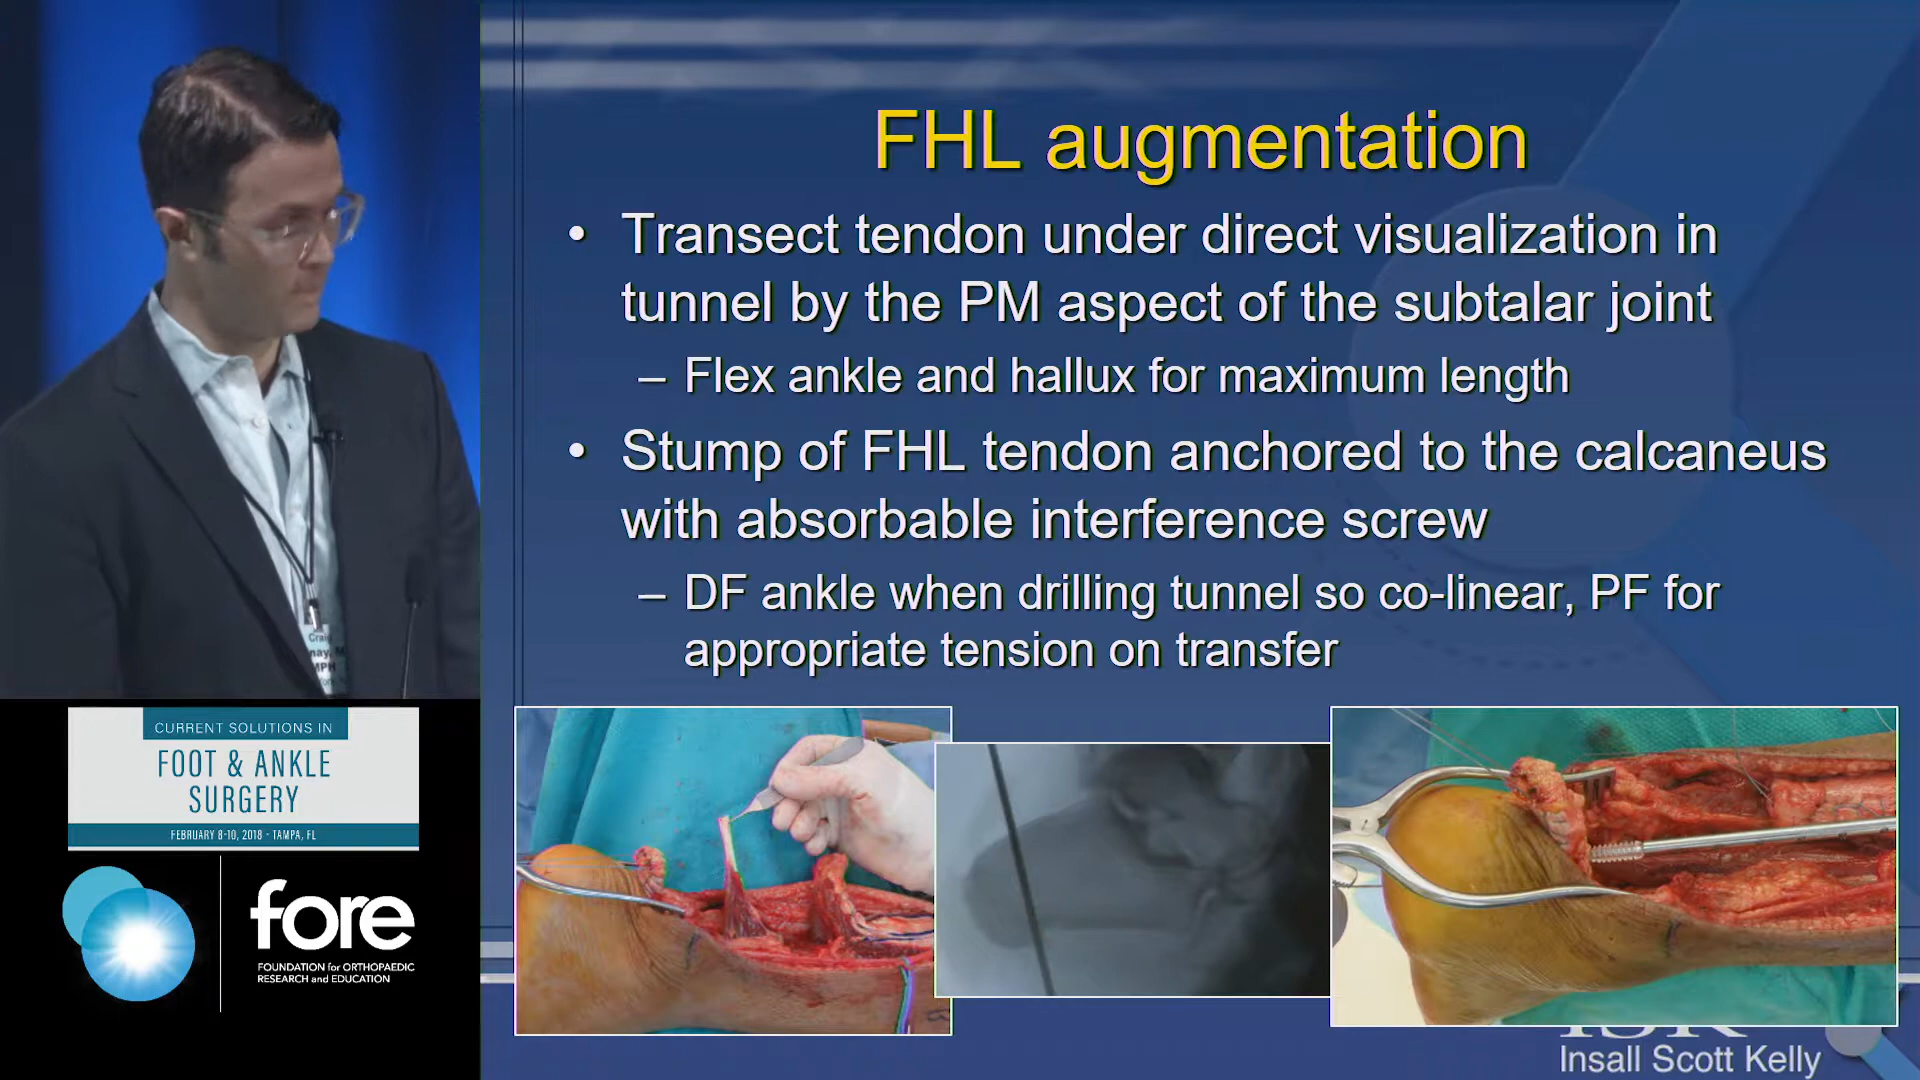 FHL augmentation
• Transect tendon under direct visualization in
tunnel by the PM aspect of the subtalar joint
– Flex ankle and hallux for maximum length
• Stump of FHL tendon anchored to the calcaneus
with absorbable interference screw
– DF ankle when drilling tunnel so co-linear, PF for
appropriate tension on transfer
Craig
MPH
CURRENT SOLUTIONS IN
FOOT & ANKLE
SURGERY
FEBRUARY 8-10, 2018 - TAMPA, FL
fore
FOUNDATION for ORTHOPAEDIC
RESEARCH and EDUCATION
ISK
Insall Scott Kelly